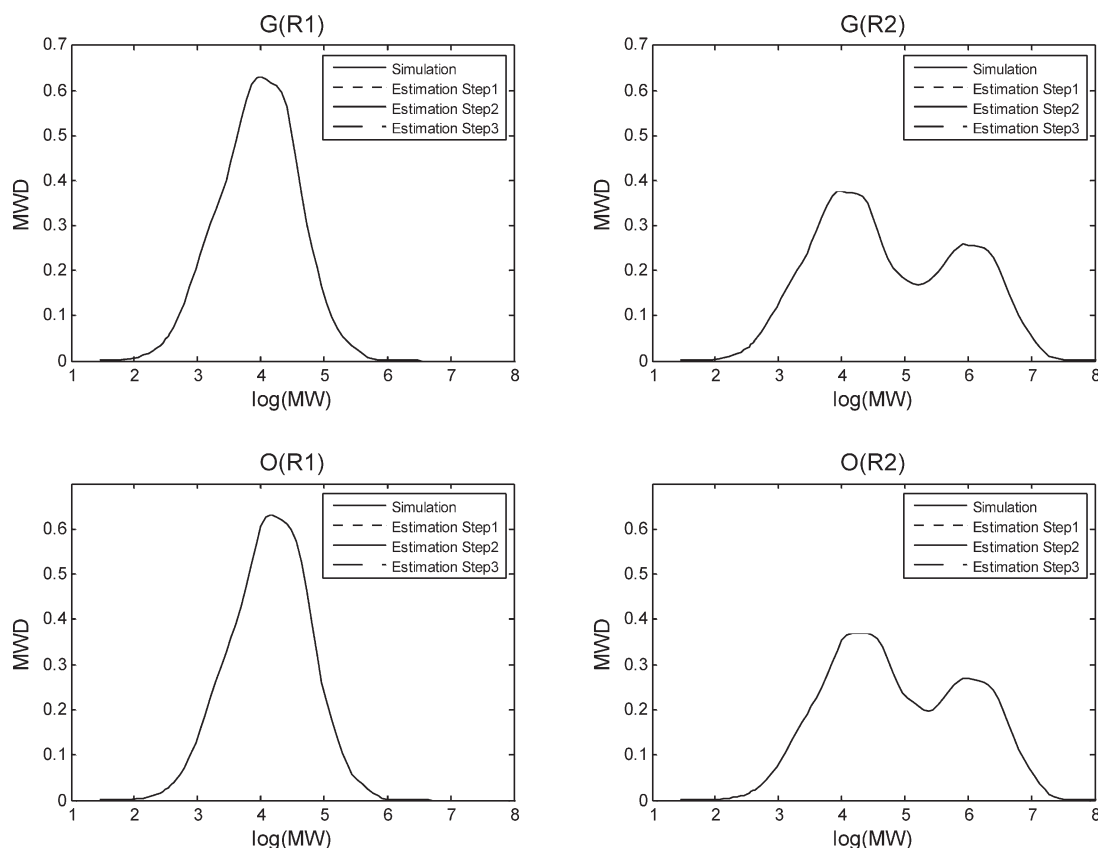 G(R1)
0.7
0.6
0.5
0.4
0.3
0.2
0.1
0
MWD
Simulation
Estimation Step1
Estimation Step2
Estimation Step3
1 2 3 4 5 6 7 8
log(MW)
G(R2)
0.7
0.6
0.5
0.4
0.3
0.2
0.1
0
MWD
Simulation
Estimation Step1
Estimation Step2
Estimation Step3
1 2 3 4 5 6 7 8
log(MW)
O(R1)
0.6
0.5
0.4
0.3
0.2
0.1
0
MWD
Simulation
Estimation Step1
Estimation Step2
Estimation Step3
1 2 3 4 5 6 7 8
log(MW)
O(R2)
0.6
0.5
0.4
0.3
0.2
0.1
0
MWD
Simulation
Estimation Step1
Estimation Step2
Estimation Step3
1 2 3 4 5 6 7 8
log(MW)